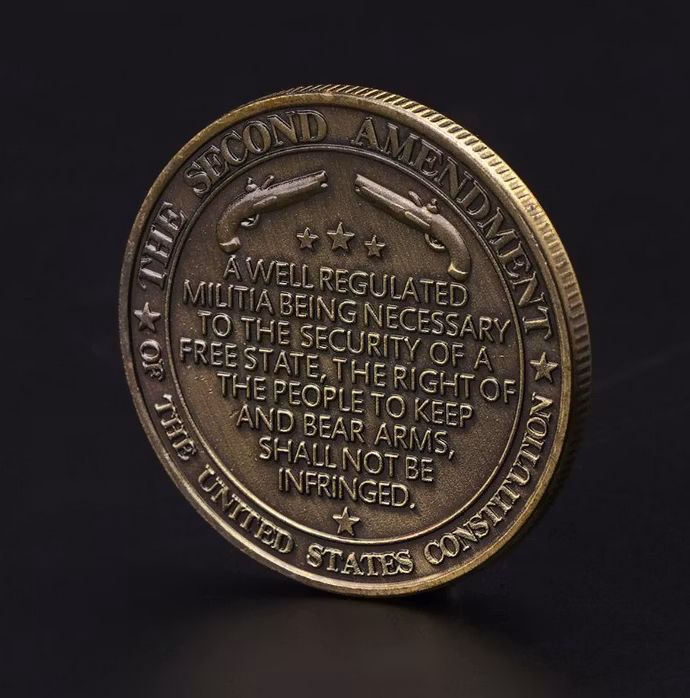 THE SECOND AMENDMENT
A WELL REGULATED
MILITIA BEING NECESSARY
TO THE SECURITY OF A
FREE STATE, THE RIGHT OF
THE PEOPLE TO KEEP
AND BEAR ARMS,
SHALL NOT BE
INFRINGED.
OF THE UNITED STATES CONSTITUTION